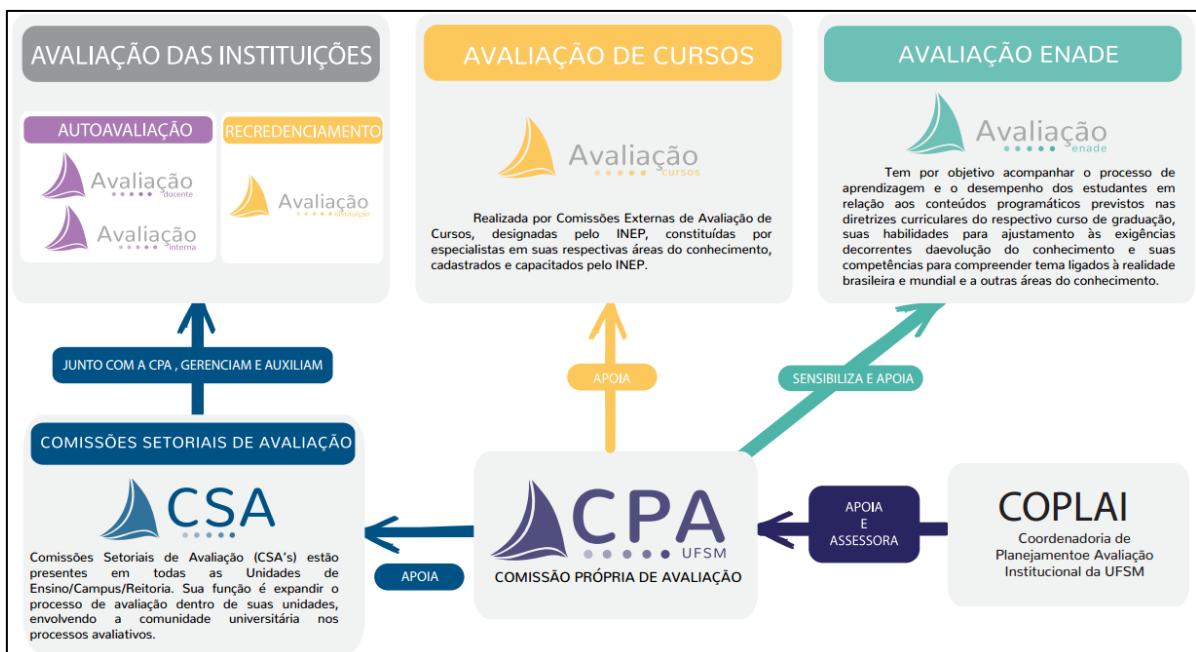 AVALIAÇÃO DAS INSTITUIÇÕES
AUTOAVALIAÇÃO
Avaliação
docente
Avaliação
interna
RECREDENCIAMENTO
Avaliação
instituição
AVALIAÇÃO DE CURSOS
Avaliação
cursos
Realizada por Comissões Externas de Avaliação de
Cursos, designadas pelo INEP, constituídas por
especialistas em suas respectivas áreas do conhecimento,
cadastrados e capacitados pelo INEP.
AVALIAÇÃO ENADE
Avaliação
enade
Tem por objetivo acompanhar o processo de
aprendizagem e o desempenho dos estudantes em
relação aos conteúdos programáticos previstos nas
diretrizes curriculares do respectivo curso de graduação,
suas habilidades para ajustamento às exigências
decorrentes daevolução do conhecimento e suas
competências para compreender tema ligados à realidade
brasileira e mundial e a outras áreas do conhecimento.
JUNTO COM A CPA , GERENCIAM E AUXILIAM
APOIA
SENSIBILIZA E APOIA
COMISSÕES SETORIAIS DE AVALIAÇÃO
CSA
Comissões Setoriais de Avaliação (CSA's) estão
presentes em todas as Unidades de
Ensino/Campus/Reitoria. Sua função é expandir o
processo de avaliação dentro de suas unidades,
envolvendo a comunidade universitária nos
processos avaliativos.
APOIA
CPA
UFSM
COMISSÃO PRÓPRIA DE AVALIAÇÃO
APOIA
E
ASSESSORA
COPLAI
Coordenadoria de
Planejamentoe Avaliação
Institucional da UFSM